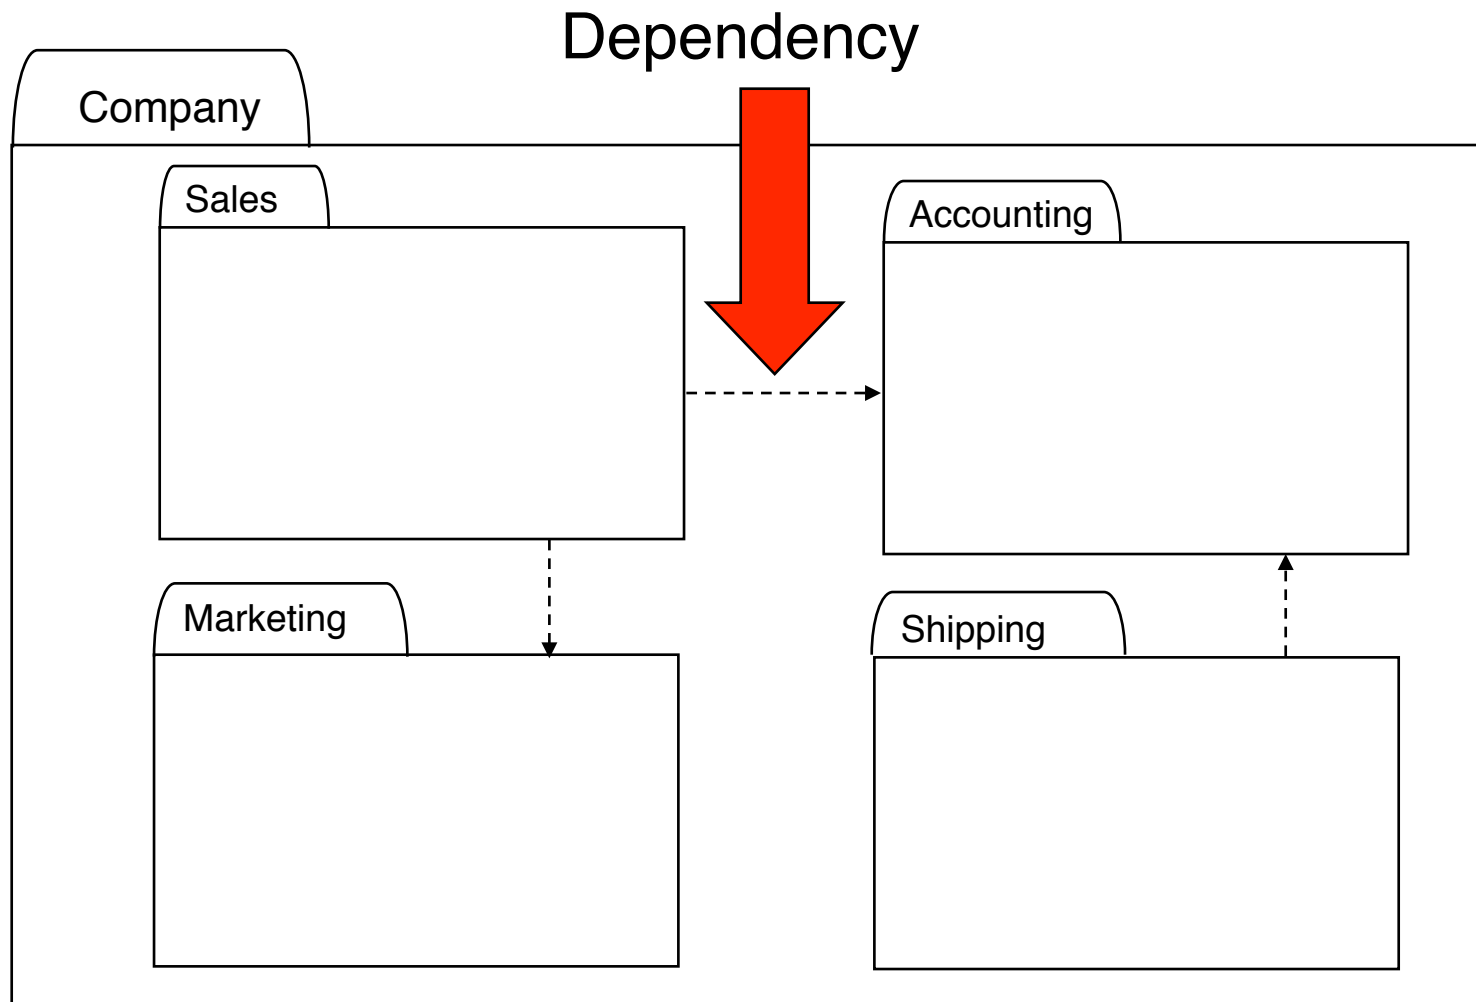 Dependency
Company
Sales
Accounting
Marketing
Shipping